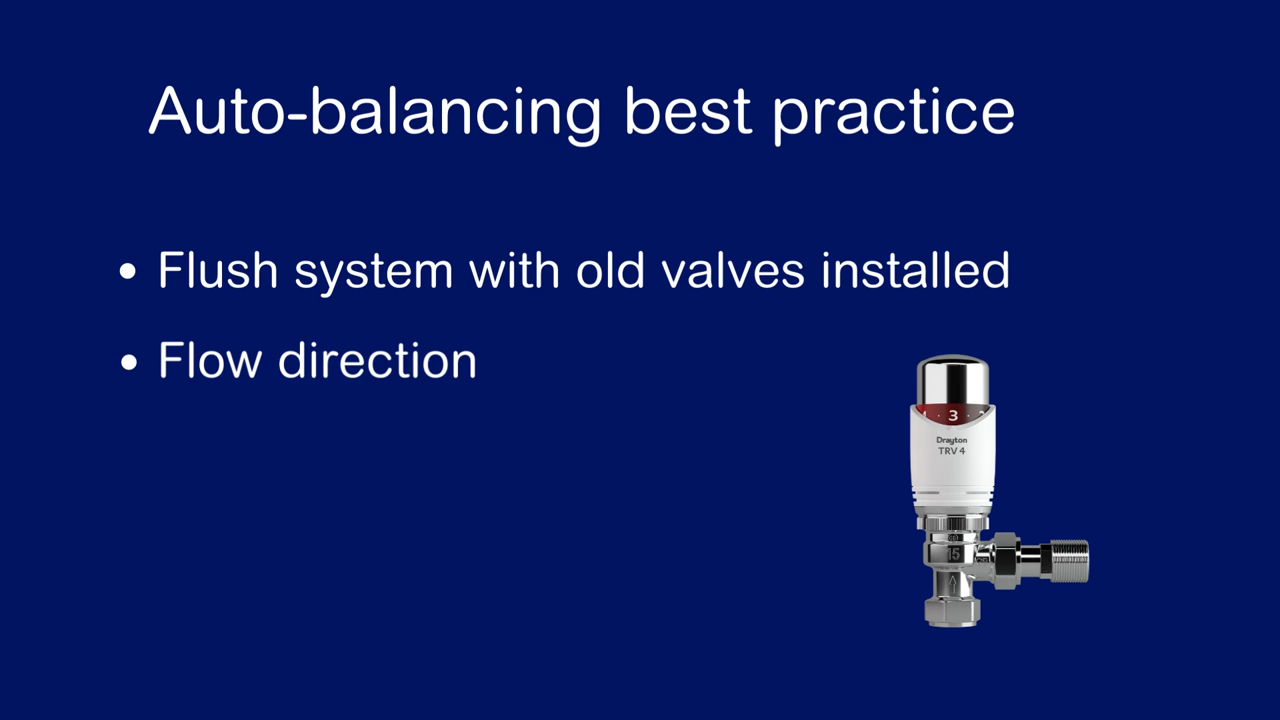 Auto-balancing best practice
• Flush system with old valves installed
• Flow direction
3
Drayton
TRV 4
15